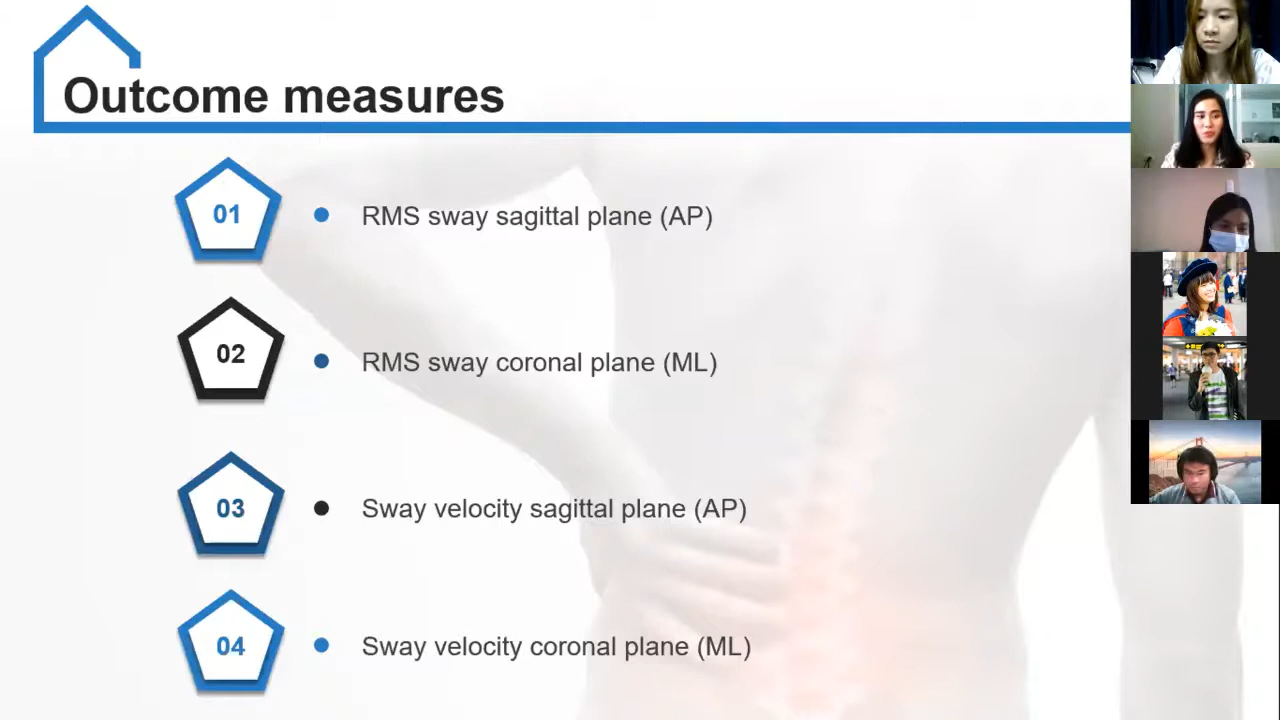 Outcome measures
01
RMS sway sagittal plane (AP)
02
RMS sway coronal plane (ML)
03
Sway velocity sagittal plane (AP)
04
Sway velocity coronal plane (ML)